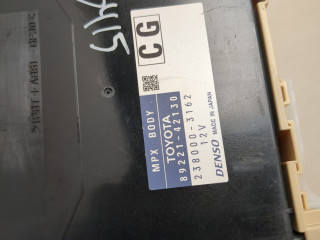 CG
MPX BODY
TOYOTA
89221-42130
238000-3162
12V
DENSO MADE IN JAPAN